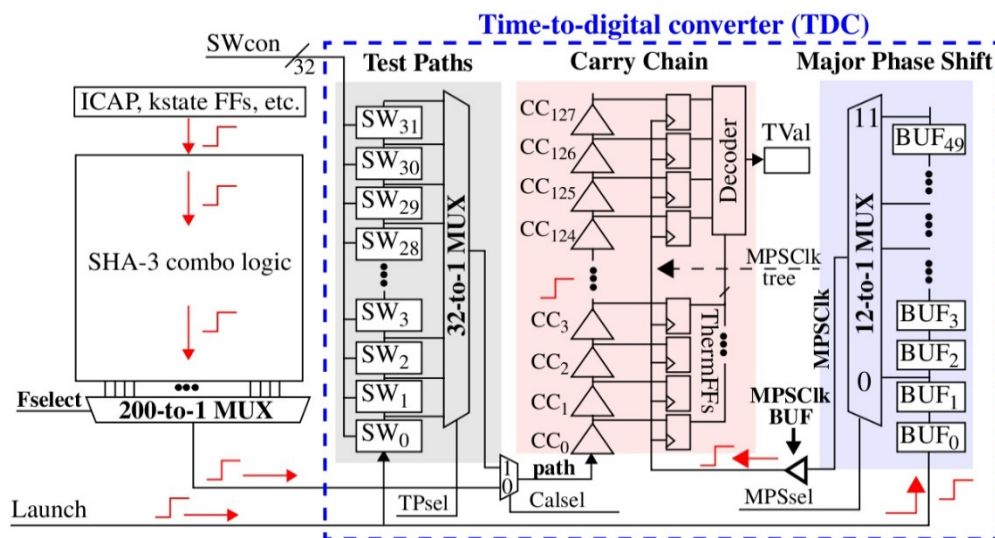 Time-to-digital converter (TDC)
SWcon
32
Test Paths
Carry Chain
Major Phase Shift
ICAP, kstate FFs, etc.
SHA-3 combo logic
Fselect
200-to-1 MUX
Launch
SW31
SW30
SW29
SW28
SW3
SW2
SW1
SW0
32-to-1 MUX
TPsel
1
0
path
Calsel
CC127
CC126
CC125
CC124
CC3
CC2
CC1
CC0
Decoder
TVal
ThermFFs
MPSClk
tree
MPSClk
MPSClk
BUF
MPSsel
11
12-to-1 MUX
0
BUF49
BUF3
BUF2
BUF1
BUF0